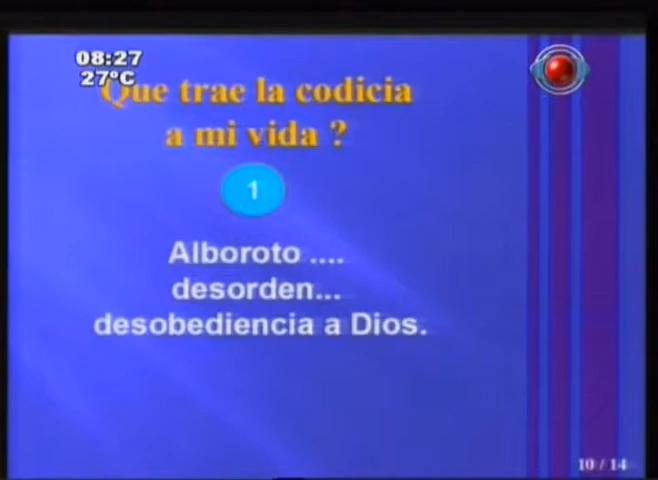 08:27
27°C
Que trae la codicia
a mi vida ?
1
Alboroto ....
desorden...
desobediencia a Dios.
10 / 14